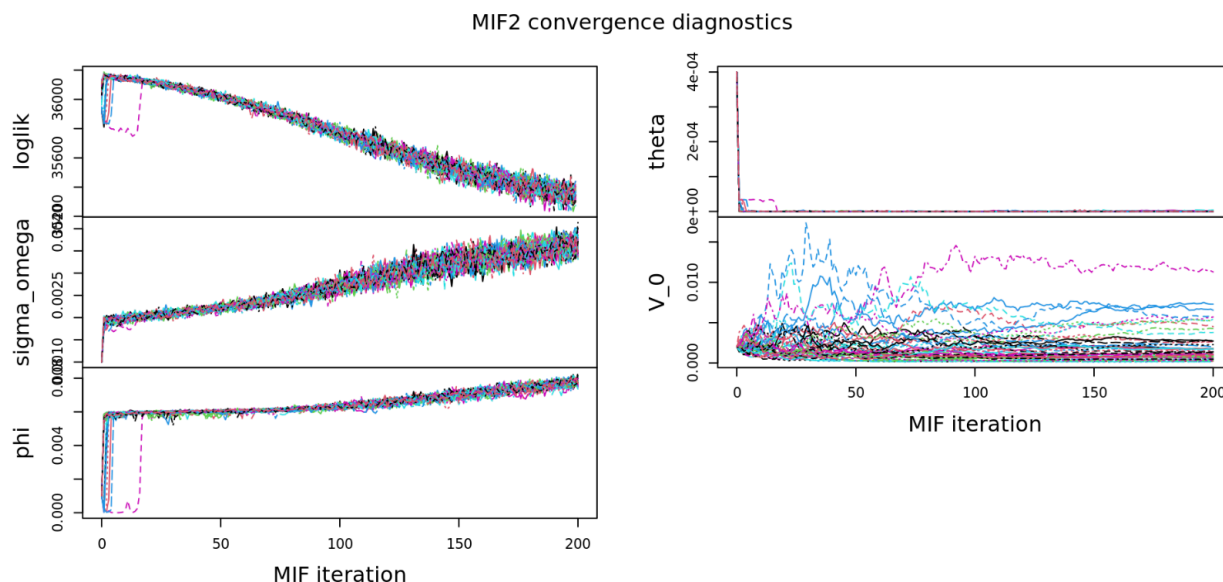 MIF2 convergence diagnostics
loglik
36000
35600
sigma_omega
0.0025
phi
0.004
0.000
0
50
100
150
200
MIF iteration
theta
4e-04
2e-04
0e+00
V_0
0.010
0.000
0
50
100
150
200
MIF iteration